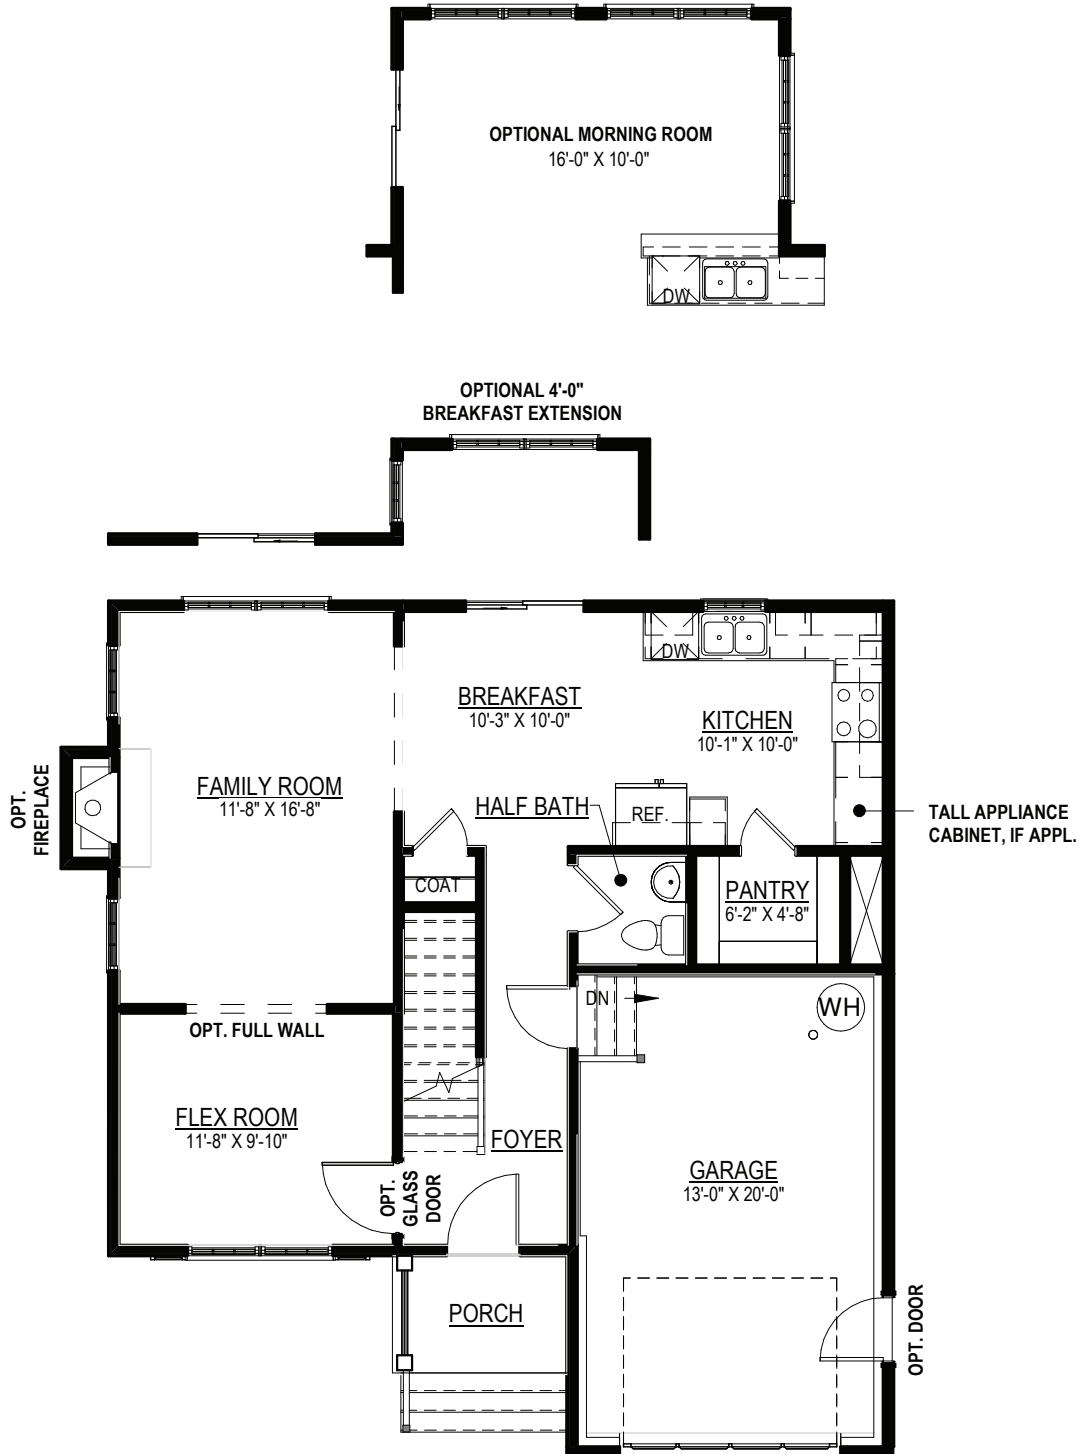 OPTIONAL MORNING ROOM
16'-0" X 10'-0"
DW
OPTIONAL 4'-0"
BREAKFAST EXTENSION
DW
BREAKFAST
10'-3" X 10'-0"
KITCHEN
10'-1" X 10'-0"
OPT.
FIREPLACE
FAMILY ROOM
11'-8" X 16'-8"
HALF BATH
REF.
TALL APPLIANCE
CABINET, IF APPL.
COAT
PANTRY
6'-2" X 4'-8"
DN
WH
OPT. FULL WALL
FLEX ROOM
11'-8" X 9'-10"
FOYER
OPT.
GLASS
DOOR
GARAGE
13'-0" X 20'-0"
PORCH
OPT. DOOR